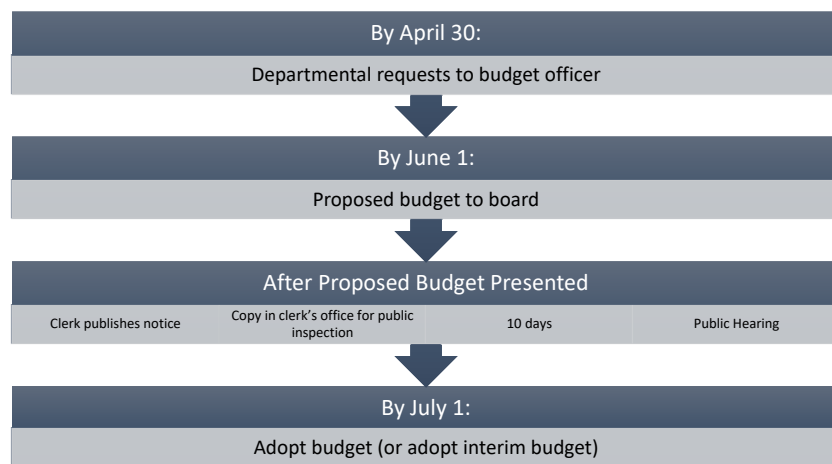 By April 30:
Departmental requests to budget officer
By June 1:
Proposed budget to board
After Proposed Budget Presented
Clerk publishes notice
Copy in clerk’s office for public
inspection
10 days
Public Hearing
By July 1:
Adopt budget (or adopt interim budget)